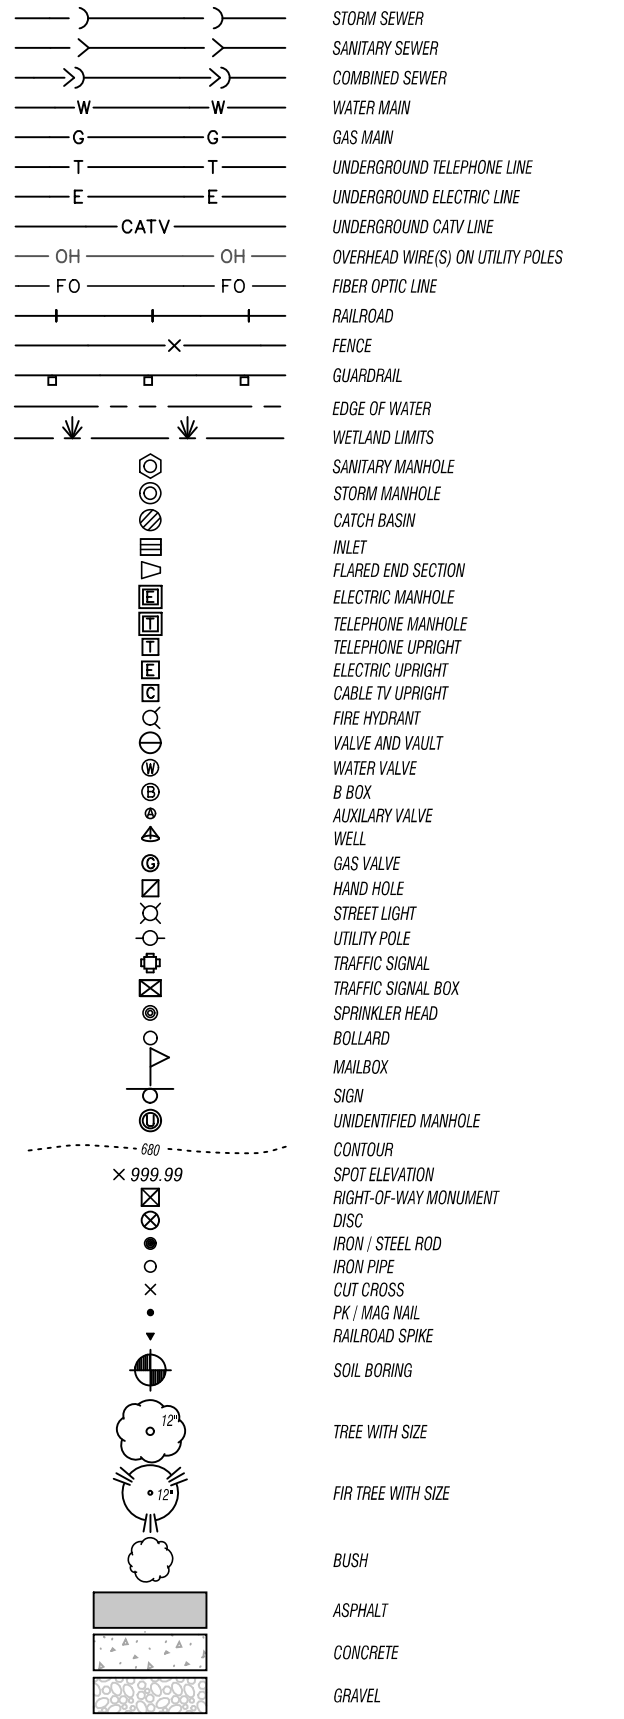 STORM SEWER
SANITARY SEWER
COMBINED SEWER
W W WATER MAIN
G G GAS MAIN
T T UNDERGROUND TELEPHONE LINE
E E UNDERGROUND ELECTRIC LINE
CATV UNDERGROUND CATV LINE
OH OH OVERHEAD WIRE(S) ON UTILITY POLES
FO FO FIBER OPTIC LINE
RAILROAD
FENCE
GUARDRAIL
EDGE OF WATER
WETLAND LIMITS
SANITARY MANHOLE
STORM MANHOLE
CATCH BASIN
INLET
FLARED END SECTION
E ELECTRIC MANHOLE
T TELEPHONE MANHOLE
T TELEPHONE UPRIGHT
E ELECTRIC UPRIGHT
C CABLE TV UPRIGHT
FIRE HYDRANT
VALVE AND VAULT
W WATER VALVE
B B BOX
A AUXILARY VALVE
WELL
G GAS VALVE
HAND HOLE
STREET LIGHT
UTILITY POLE
TRAFFIC SIGNAL
TRAFFIC SIGNAL BOX
SPRINKLER HEAD
BOLLARD
MAILBOX
SIGN
U UNIDENTIFIED MANHOLE
680 CONTOUR
× 999.99 SPOT ELEVATION
RIGHT-OF-WAY MONUMENT
DISC
IRON / STEEL ROD
IRON PIPE
CUT CROSS
PK / MAG NAIL
RAILROAD SPIKE
SOIL BORING
12" TREE WITH SIZE
12" FIR TREE WITH SIZE
BUSH
ASPHALT
CONCRETE
GRAVEL